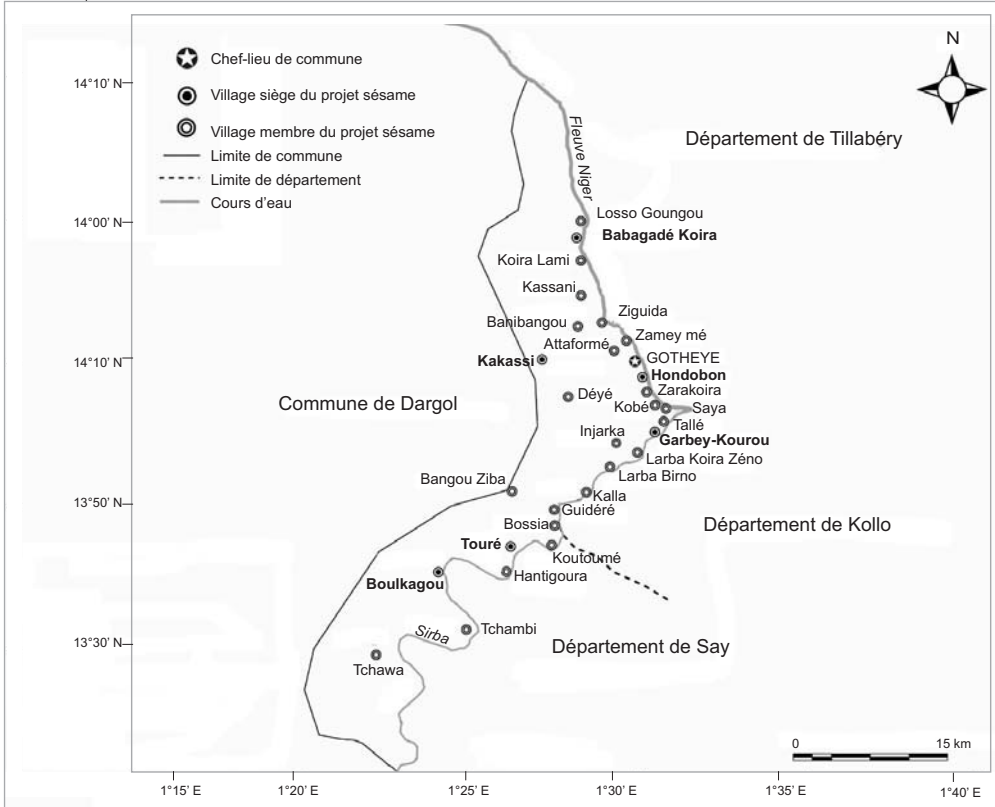 N
Chef-lieu de commune
Village siège du projet sésame
Village membre du projet sésame
Limite de commune
Limite de département
Cours d'eau
14°10' N
14°00' N
14°10' N
13°50' N
13°30' N
Fleuve Niger
Département de Tillabéry
Losso Goungou
Babagadé Koira
Koira Lami
Kassani
Ziguida
Banibangou
Zamey mé
Attaformé
GOTHEYE
Kakassi
Hondobon
Zarakoira
Déyé
Commune de Dargol
Kobé
Saya
Tallé
Injarka
Garbey-Kourou
Larba Koira Zéno
Larba Birno
Bangou Ziba
Kalla
Guidéré
Bossia
Département de Kollo
Touré
Koutoumé
Boulkagou
Hantigoura
Sirba
Tchambi
Département de Say
Tchawa
0 15 km
1°15' E 1°20' E 1°25' E 1°30' E 1°35' E 1°40' E